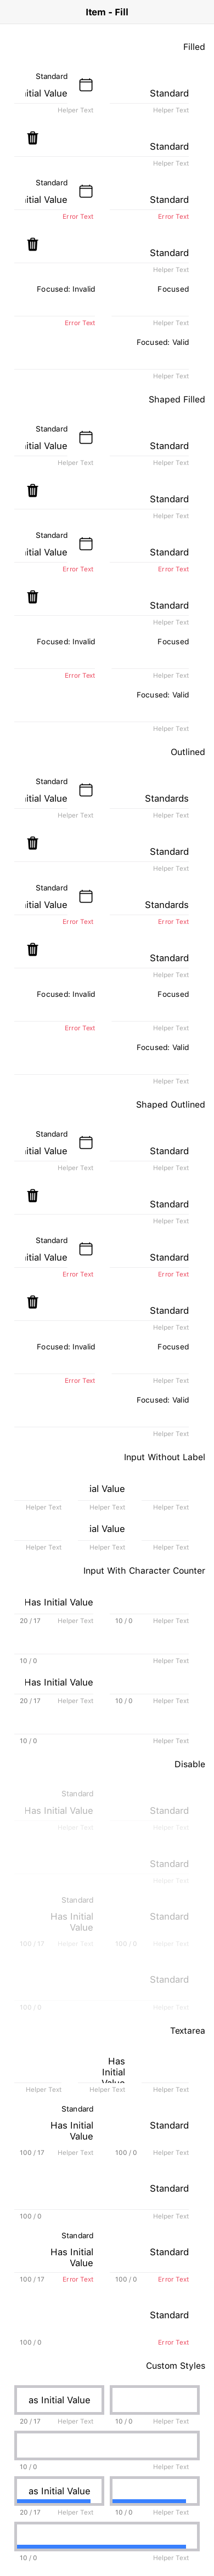 Item - Fill
Filled
Standard
itial Value Standard
Helper Text Helper Text
Standard
Helper Text
Standard
itial Value Standard
Error Text Error Text
Standard
Helper Text
Focused: Invalid Focused
Error Text Helper Text
Focused: Valid
Helper Text
Shaped Filled
Standard
itial Value Standard
Helper Text Helper Text
Standard
Helper Text
Standard
itial Value Standard
Error Text Error Text
Standard
Helper Text
Focused: Invalid Focused
Error Text Helper Text
Focused: Valid
Helper Text
Outlined
Standard
itial Value Standards
Helper Text Helper Text
Standard
Helper Text
Standard
itial Value Standards
Error Text Error Text
Standard
Helper Text
Focused: Invalid Focused
Error Text Helper Text
Focused: Valid
Helper Text
Shaped Outlined
Standard
itial Value Standard
Helper Text Helper Text
Standard
Helper Text
Standard
itial Value Standard
Error Text Error Text
Standard
Helper Text
Focused: Invalid Focused
Error Text Helper Text
Focused: Valid
Helper Text
Input Without Label
ial Value
Helper Text Helper Text Helper Text
ial Value
Helper Text Helper Text Helper Text
Input With Character Counter
Has Initial Value
20 / 17 Helper Text 10 / 0 Helper Text
10 / 0 Helper Text
Has Initial Value
20 / 17 Helper Text 10 / 0 Helper Text
10 / 0 Helper Text
Disable
Standard
Has Initial Value Standard
Helper Text Helper Text
Standard
Helper Text
Standard
Has Initial Standard
Value
100 / 17 Helper Text 100 / 0 Helper Text
Standard
100 / 0 Helper Text
Textarea
Has
Initial
Value
Helper Text Helper Text Helper Text
Standard
Has Initial Standard
Value
100 / 17 Helper Text 100 / 0 Helper Text
Standard
100 / 0 Helper Text
Standard
Has Initial Standard
Value
100 / 17 Error Text 100 / 0 Error Text
Standard
100 / 0 Error Text
Custom Styles
as Initial Value
20 / 17 Helper Text 10 / 0 Helper Text
10 / 0 Helper Text
as Initial Value
20 / 17 Helper Text 10 / 0 Helper Text
10 / 0 Helper Text